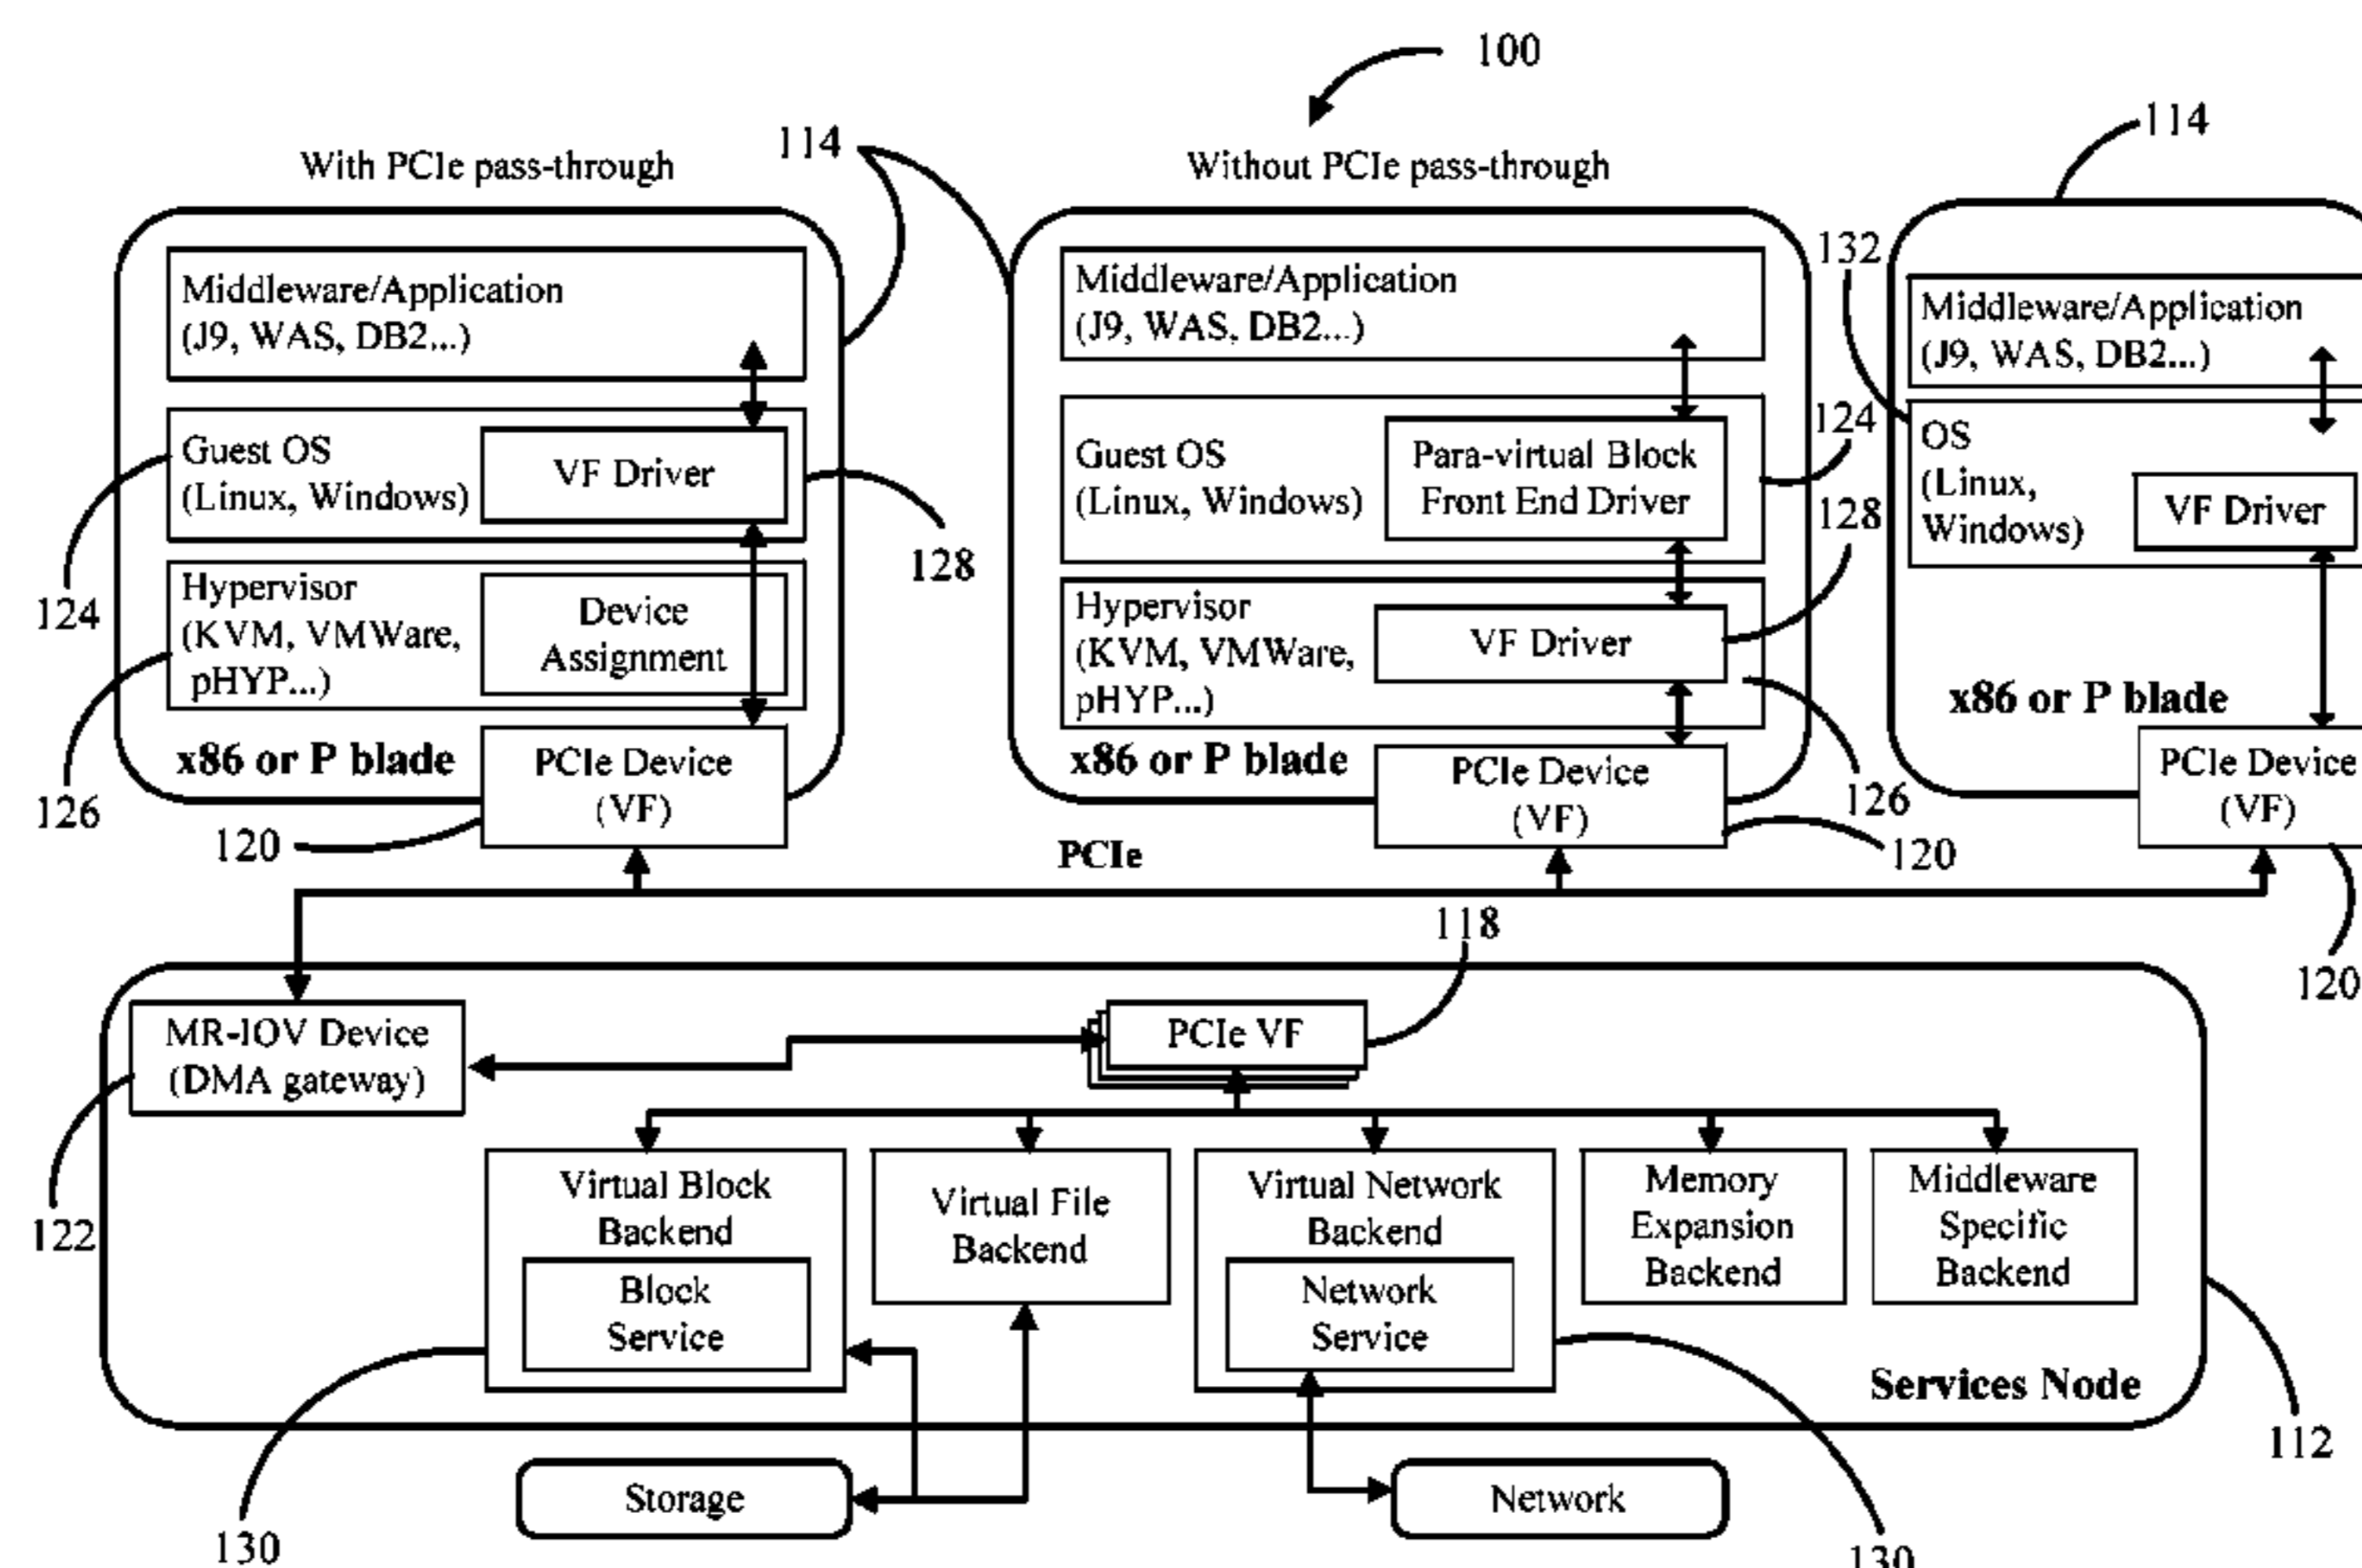 100
With PCIe pass-through
114
Without PCIe pass-through
114
Middleware/Application
(J9, WAS, DB2...)
Guest OS
(Linux, Windows)
VF Driver
Hypervisor
(KVM, VMWare,
pHYP...)
Device
Assignment
x86 or P blade
PCIe Device
(VF)
124
126
120
128
Middleware/Application
(J9, WAS, DB2...)
Guest OS
(Linux, Windows)
Para-virtual Block
Front End Driver
Hypervisor
(KVM, VMWare,
pHYP...)
VF Driver
x86 or P blade
PCIe Device
(VF)
132
124
128
126
120
Middleware/Application
(J9, WAS, DB2...)
OS
(Linux,
Windows)
VF Driver
x86 or P blade
PCIe Device
(VF)
120
PCIe
118
MR-IOV Device
(DMA gateway)
PCIe VF
122
Virtual Block
Backend
Block
Service
Virtual File
Backend
Virtual Network
Backend
Network
Service
Memory
Expansion
Backend
Middleware
Specific
Backend
Services Node
112
Storage
Network
130
130